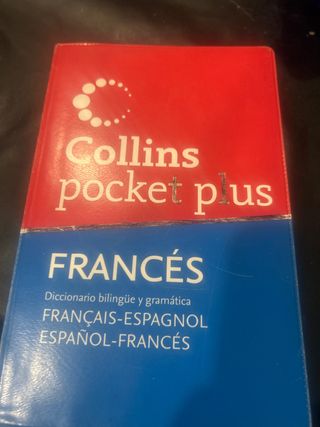 Collins
pocket plus
FRANCÉS
Diccionario bilingüe y gramática
FRANÇAIS-ESPAGNOL
ESPAÑOL-FRANCÉS